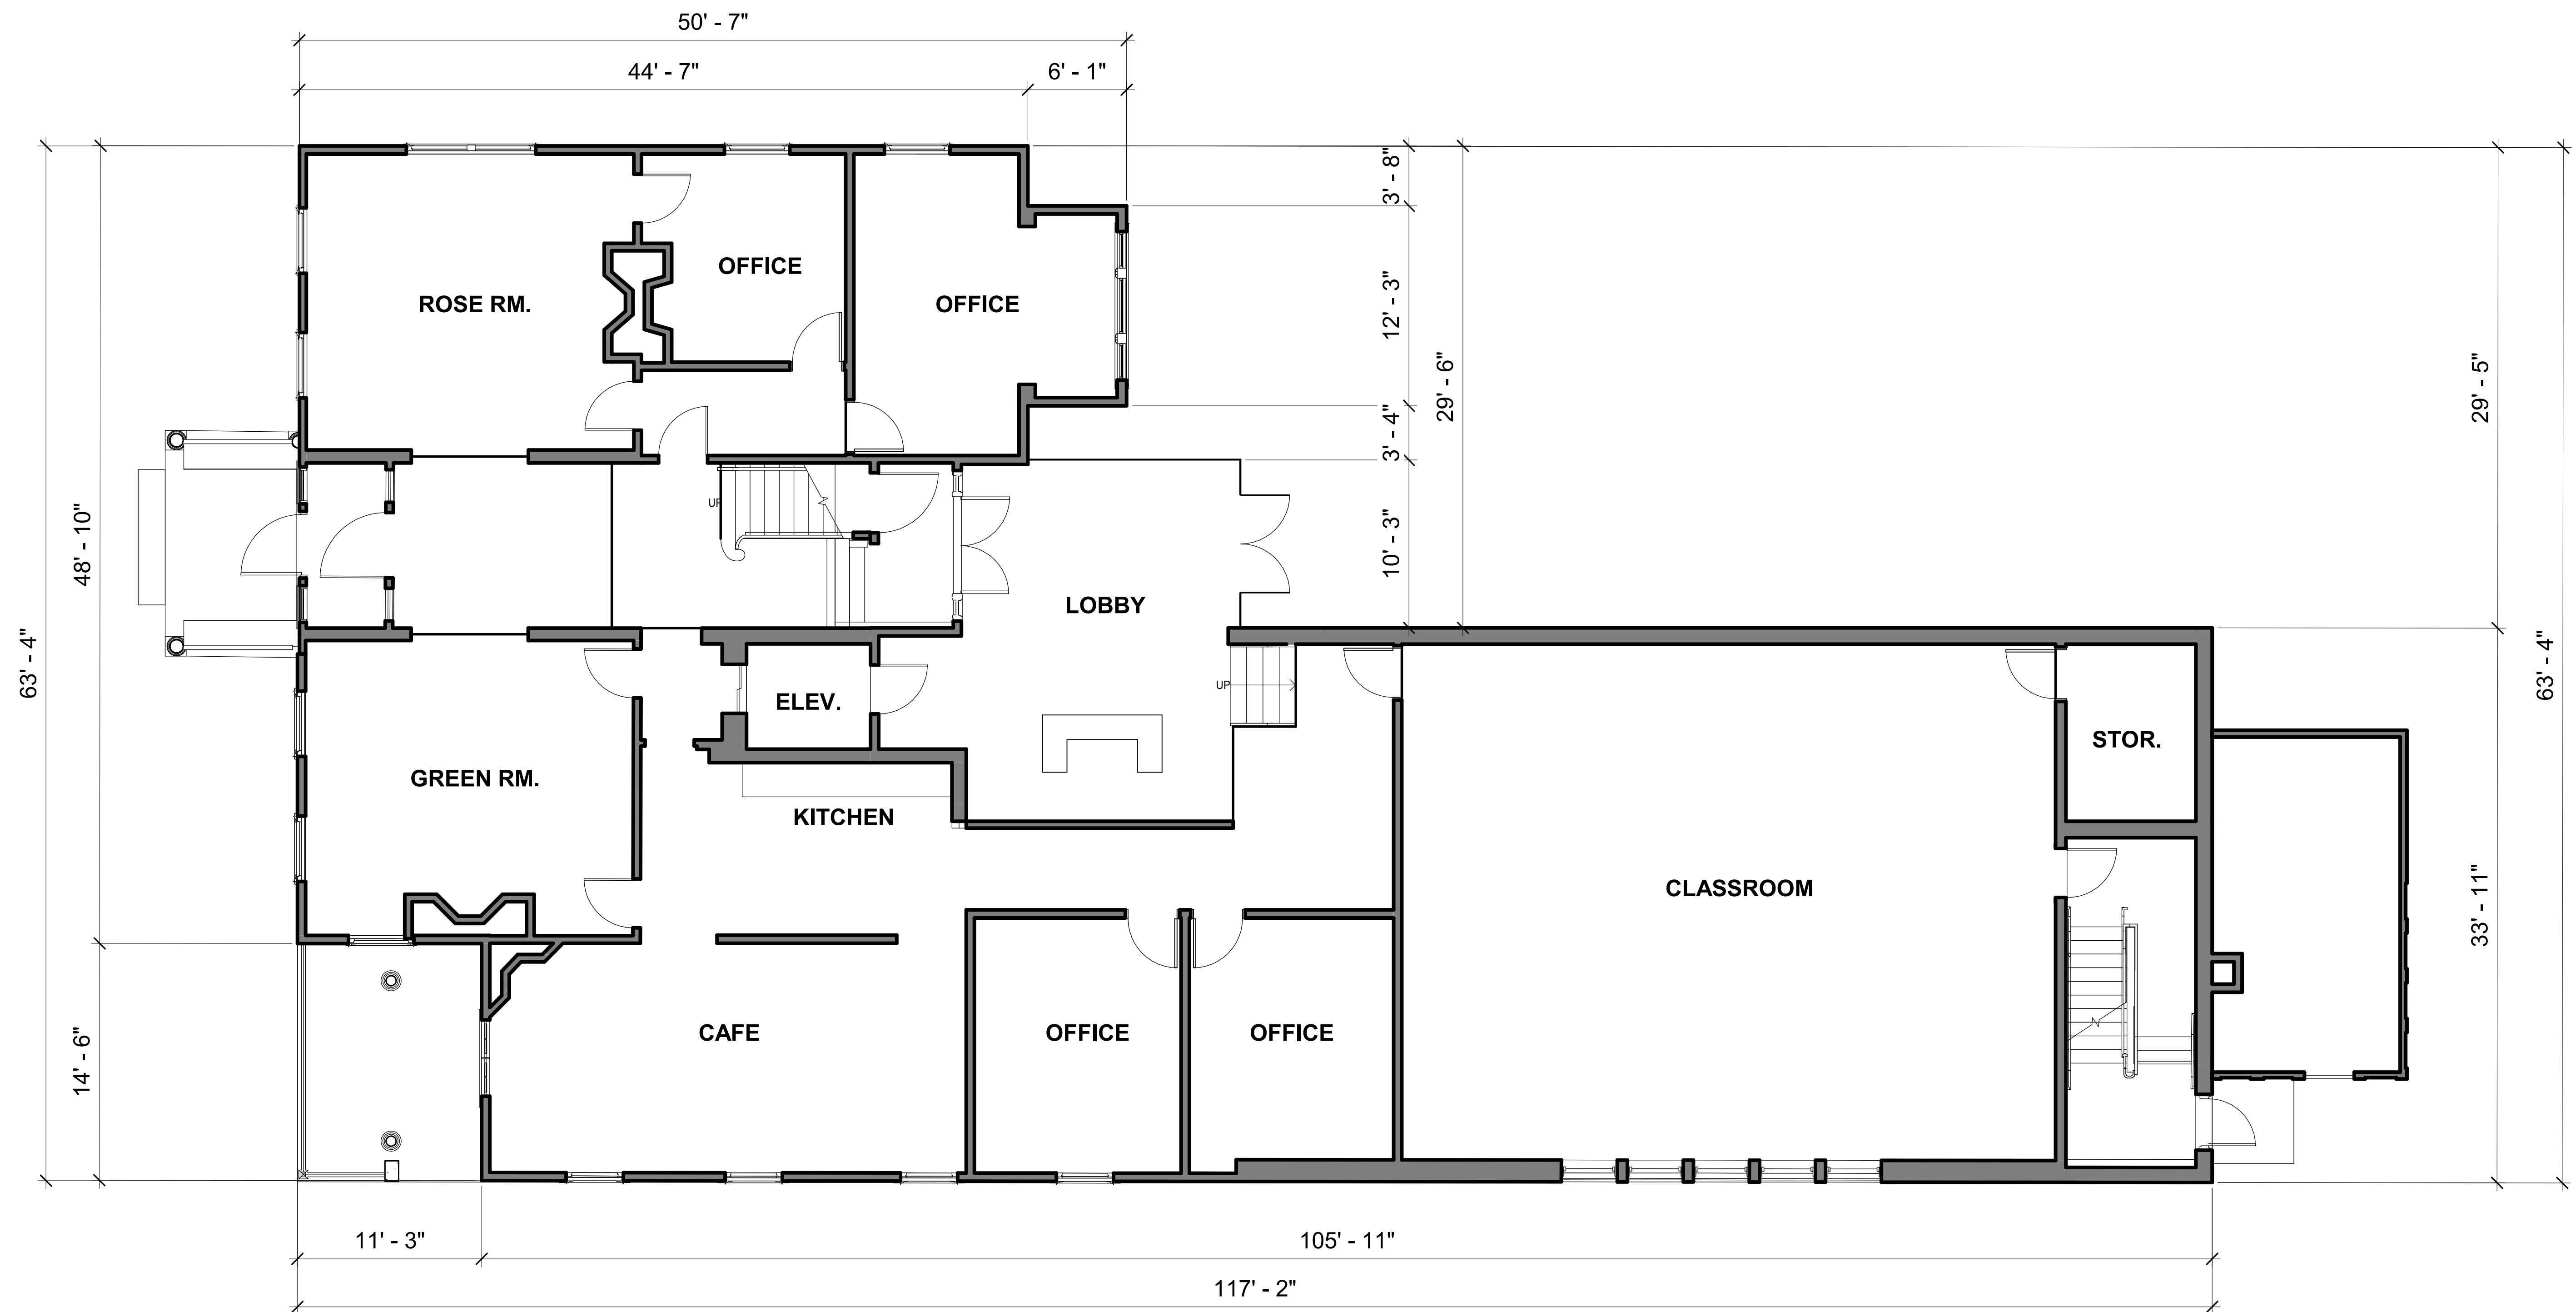 50' - 7"
44' - 7"
6' - 1"
3' - 8"
OFFICE
ROSE RM.
OFFICE
12' - 3"
29' - 6"
29' - 5"
3' - 4"
UP
48' - 10"
10' - 3"
LOBBY
63' - 4"
63' - 4"
UP
ELEV.
STOR.
GREEN RM.
KITCHEN
CLASSROOM
33' - 11"
CAFE
OFFICE
OFFICE
14' - 6"
11' - 3"
105' - 11"
117' - 2"